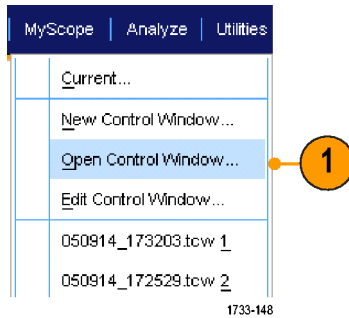 MyScope | Analyze | Utilities
Current...
New Control Window...
Open Control Window...
1
Edit Control Window...
050914_173203.tcw 1
050914_172529.tcw 2
1733-148